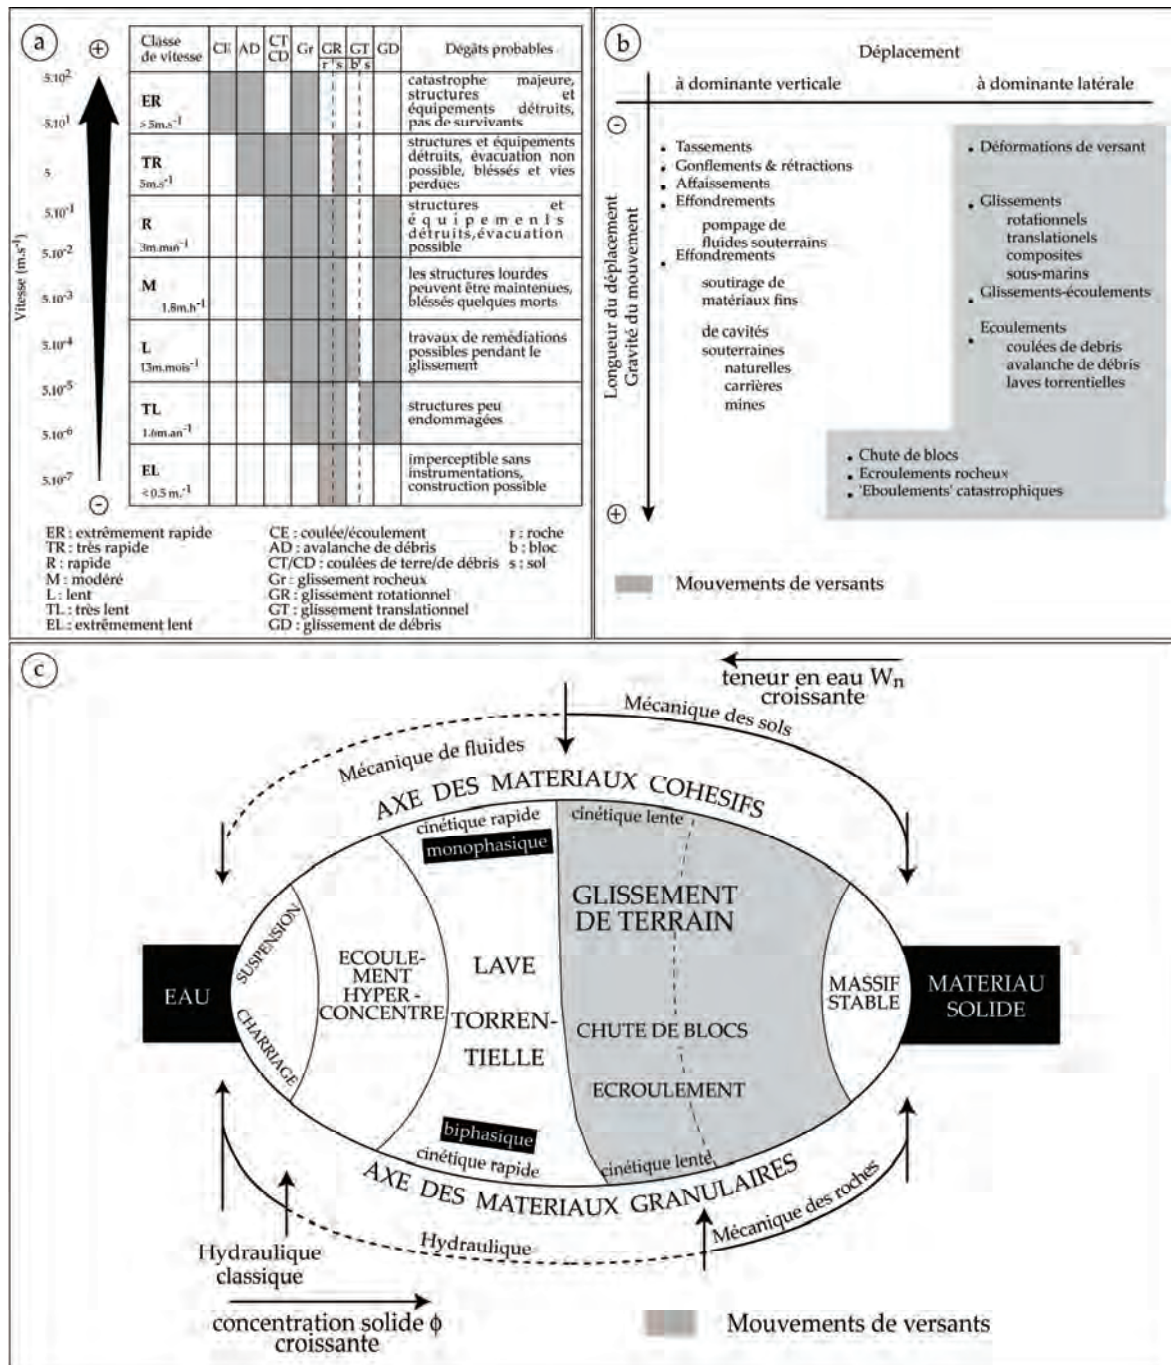 a
+
5.10²
5.10¹
5
5.10⁻¹
5.10⁻²
5.10⁻³
5.10⁻⁴
5.10⁻⁵
5.10⁻⁶
5.10⁻⁷
-
Vitesse (m.s⁻¹)
Classe de vitesse CE AD CT CD Gr GR r s GT b s GD Dégâts probables
ER
> 5m.s⁻¹
catastrophe majeure,
structures et
équipements détruits,
pas de survivants
TR
5m.s⁻¹
structures et équipements
détruits, évacuation non
possible, bléssés et vies
perdues
R
3m.min⁻¹
structures et
équipements
détruits,évacuation
possible
M
1.8m.h⁻¹
les structures lourdes
peuvent être maintenues,
bléssés quelques morts
L
13m.mois⁻¹
travaux de remédiations
possibles pendant le
glissement
TL
1.6m.an⁻¹
structures peu
endommagées
EL
< 0.5 m.⁻¹
imperceptible sans
instrumentations,
construction possible
ER : extrêmement rapide
TR : très rapide
R : rapide
M : modéré
L : lent
TL : très lent
EL : extrêmement lent
CE : coulée/écoulement
AD : avalanche de débris
CT/CD : coulées de terre/de débris
Gr : glissement rocheux
GR : glissement rotationnel
GT : glissement translationnel
GD : glissement de débris
r : roche
b : bloc
s : sol
b
Déplacement
à dominante verticale
à dominante latérale
-
Longueur du déplacement
Gravité du mouvement
+
• Tassements
• Gonflements & rétractions
• Affaissements
• Effondrements
pompage de
fluides souterrains
• Effondrements
soutirage de
matériaux fins
de cavités
souterraines
naturelles
carrières
mines
• Déformations de versant
• Glissements
rotationnels
translationels
composites
sous-marins
• Glissements-écoulements
• Ecoulements
coulées de debris
avalanche de débris
laves torrentielles
• Chute de blocs
• Ecroulements rocheux
• 'Eboulements' catastrophiques
Mouvements de versants
c
teneur en eau Wn
croissante
Mécanique de fluides
Mécanique des sols
AXE DES MATERIAUX COHESIFS
cinétique rapide
monophasique
cinétique lente
EAU
SUSPENSION
CHARRIAGE
ECOULE-
MENT
HYPER-
CONCENTRE
LAVE
TORREN-
TIELLE
GLISSEMENT
DE TERRAIN
CHUTE DE BLOCS
ECROULEMENT
MASSIF
STABLE
MATERIAU
SOLIDE
biphasique
cinétique rapide
cinétique lente
AXE DES MATERIAUX GRANULAIRES
Hydraulique
Mécanique des roches
Hydraulique
classique
concentration solide ϕ
croissante
Mouvements de versants